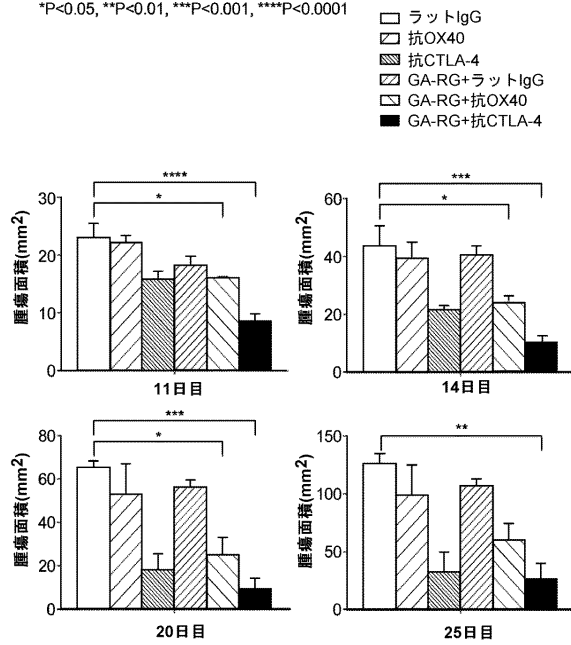 *P<0.05, **P<0.01, ***P<0.001, ****P<0.0001
ラットIgG
抗OX40
抗CTLA-4
GA-RG+ラットIgG
GA-RG+抗OX40
GA-RG+抗CTLA-4
****
*
腫瘍面積(mm²)
30
20
10
0
11日目
***
*
腫瘍面積(mm²)
60
40
20
0
14日目
***
*
腫瘍面積(mm²)
80
60
40
20
0
20日目
**
腫瘍面積(mm²)
150
100
50
0
25日目